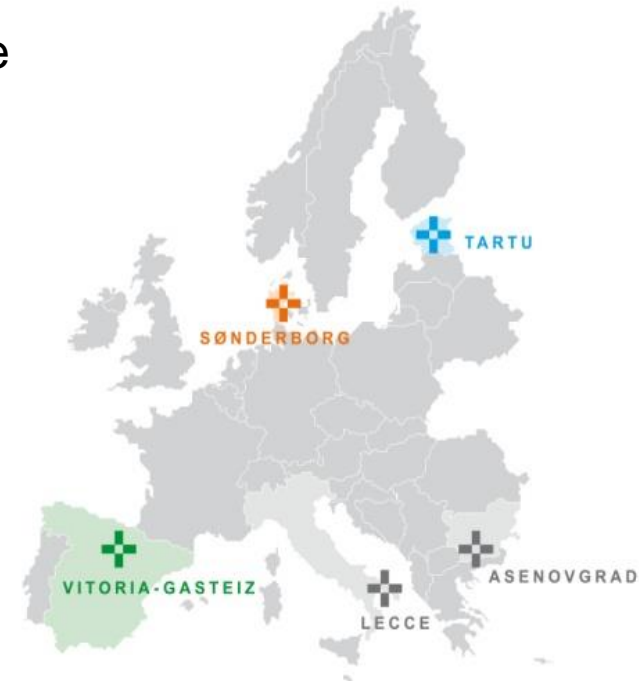 e
TARTU
SØNDERBORG
VITORIA-GASTEIZ
ASENOVGRAD
LECCE